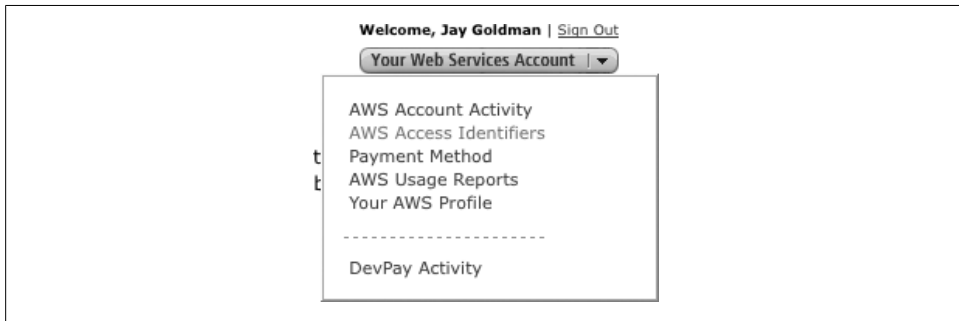 Welcome, Jay Goldman | Sign Out
Your Web Services Account
AWS Account Activity
AWS Access Identifiers
t Payment Method
b AWS Usage Reports
Your AWS Profile
DevPay Activity